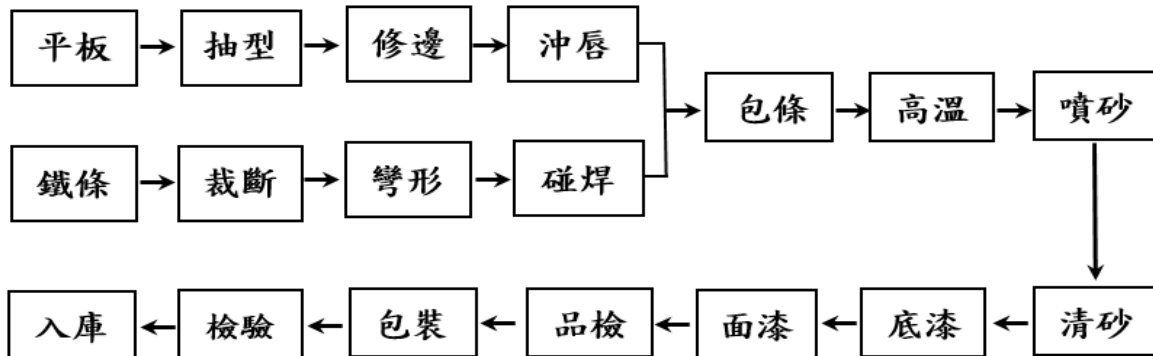 平板 抽型 修邊 沖唇
包條 高溫 噴砂
鐵條 裁斷 彎形 碰焊
入庫 檢驗 包裝 品檢 面漆 底漆 清砂